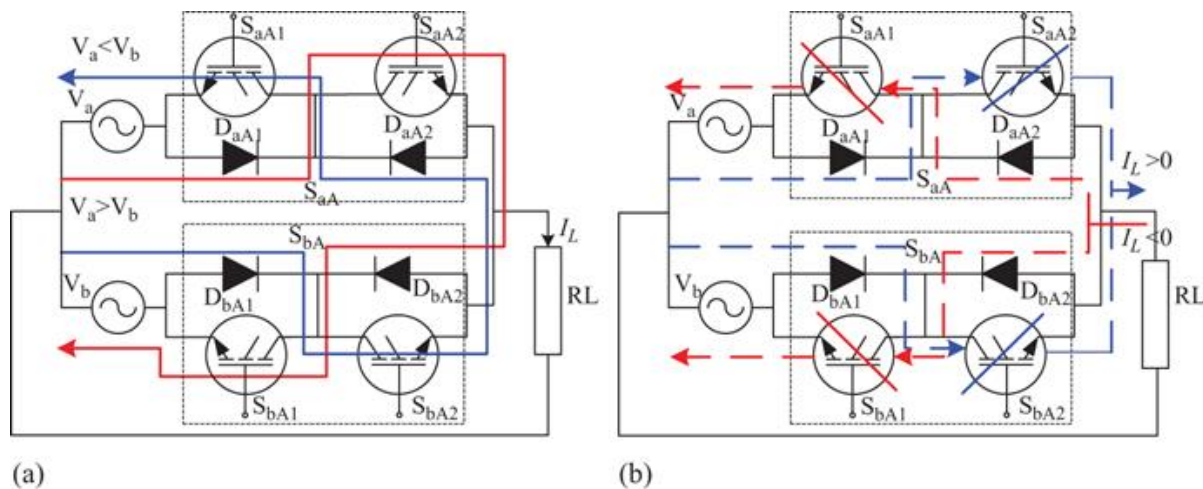 S_aA1
S_aA2
V_a<V_b
V_a
D_aA1
D_aA2
S_aA
V_a>V_b
S_bA
I_L
V_b
D_bA1
D_bA2
RL
S_bA1
S_bA2
(a)
S_aA1
S_aA2
V_a
D_aA1
D_aA2
I_L >0
S_aA
I_L <0
S_bA
V_b
D_bA1
D_bA2
RL
S_bA1
S_bA2
(b)